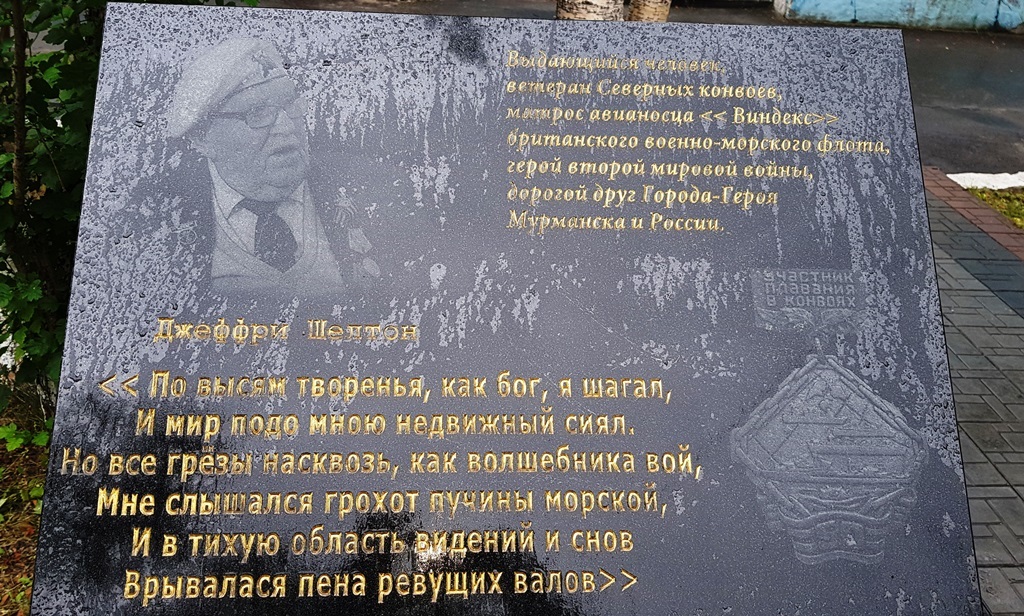 Выдающийся человек,
ветеран Северных конвоев,
матрос авианосца << Виндекс>>
британского военно-морского флота,
герой второй мировой войны,
дорогой друг Города-Героя
Мурманска и России.
УЧАСТНИК
ПЛАВАНИЯ
В КОНВОЯХ
Джеффри Шелтон
<< По высям творенья, как бог, я шагал,
И мир подо мною недвижный сиял.
Но все грёзы насквозь, как волшебника вой,
Мне слышался грохот пучины морской,
И в тихую область видений и снов
Врывалася пена ревущих валов>>